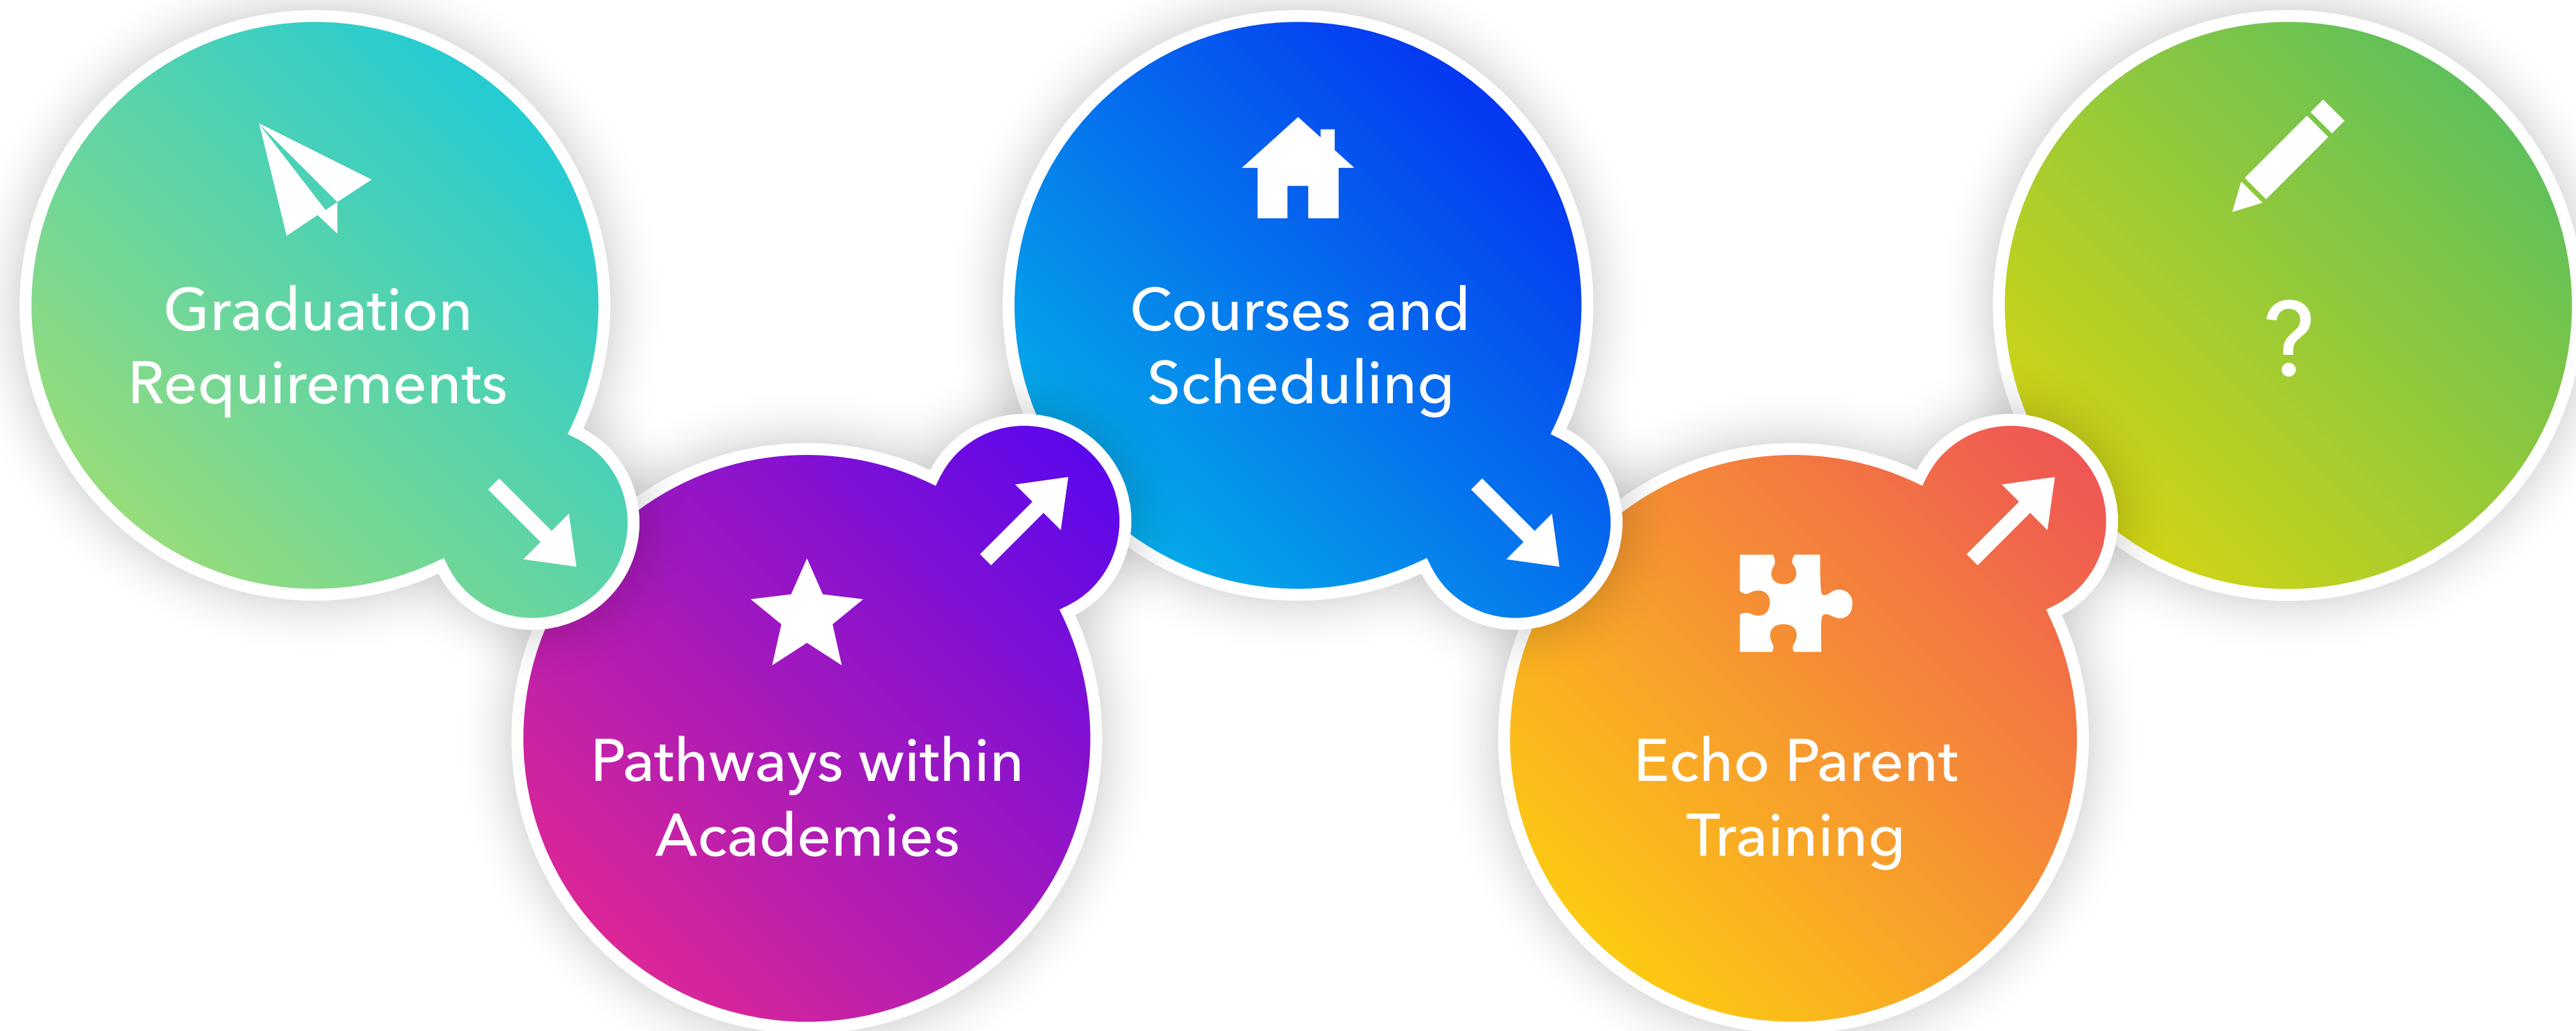 Graduation
Requirements
Pathways within
Academies
Courses and
Scheduling
Echo Parent
Training
?